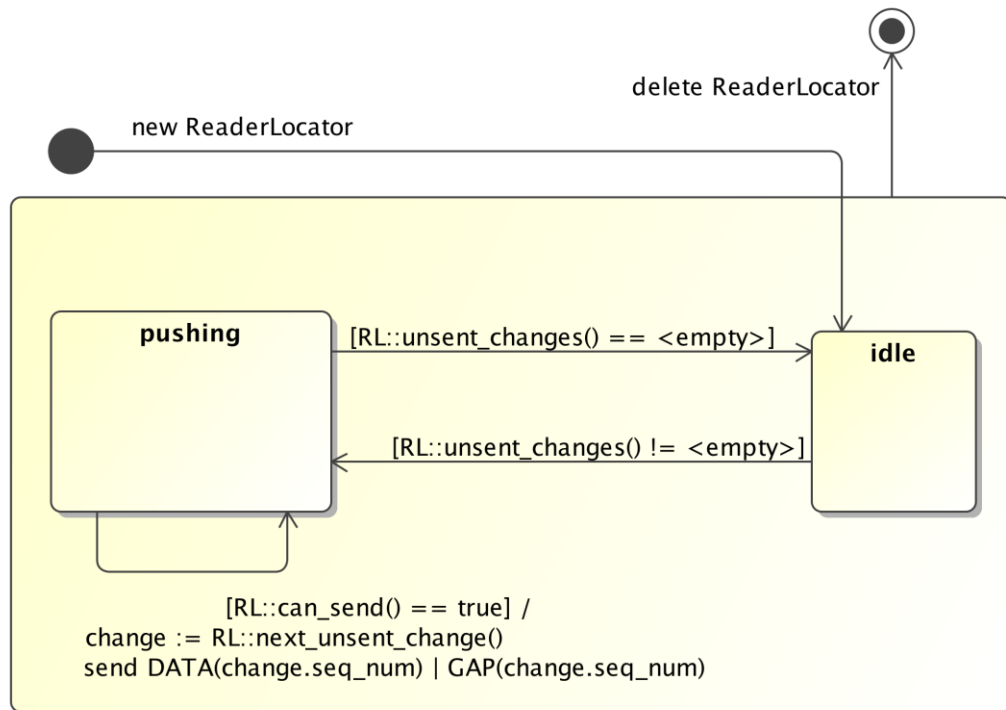 delete ReaderLocator
new ReaderLocator
pushing
[RL::unsent_changes() == <empty>]
idle
[RL::unsent_changes() != <empty>]
[RL::can_send() == true] /
change := RL::next_unsent_change()
send DATA(change.seq_num) | GAP(change.seq_num)